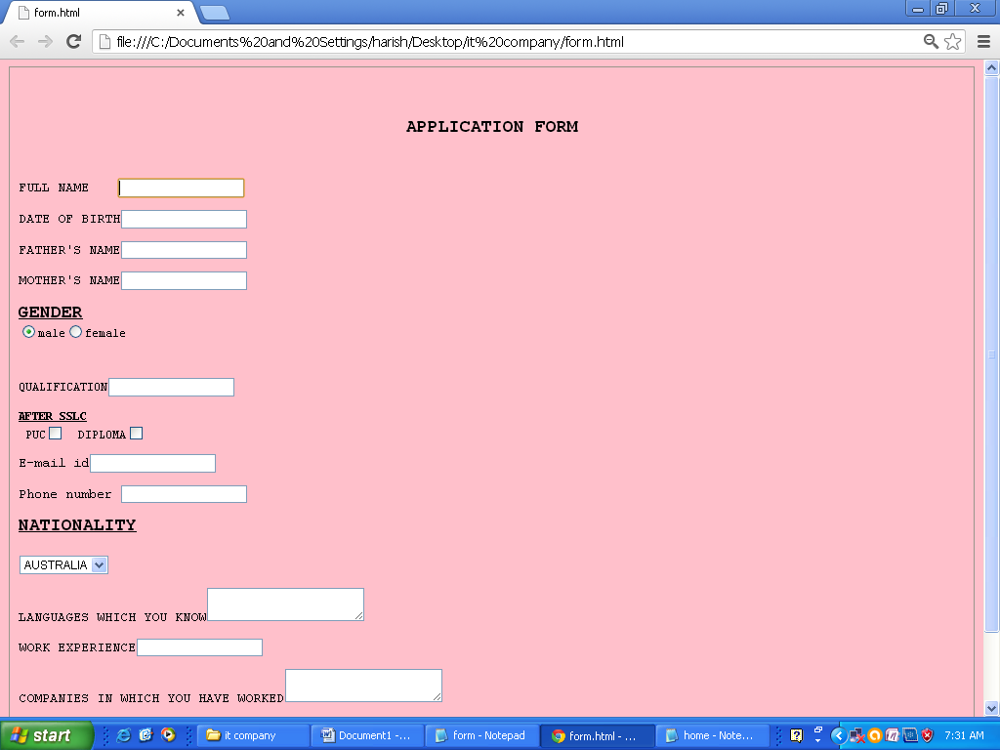 form.html
file:///C:/Documents%20and%20Settings/harish/Desktop/it%20company/form.html
APPLICATION FORM
FULL NAME
DATE OF BIRTH
FATHER'S NAME
MOTHER'S NAME
GENDER
male female
QUALIFICATION
AFTER SSLC
PUC DIPLOMA
E-mail id
Phone number
NATIONALITY
AUSTRALIA
LANGUAGES WHICH YOU KNOW
WORK EXPERIENCE
COMPANIES IN WHICH YOU HAVE WORKED
start it company Document1 -... form - Notepad form.html - ... home - Note... 7:31 AM